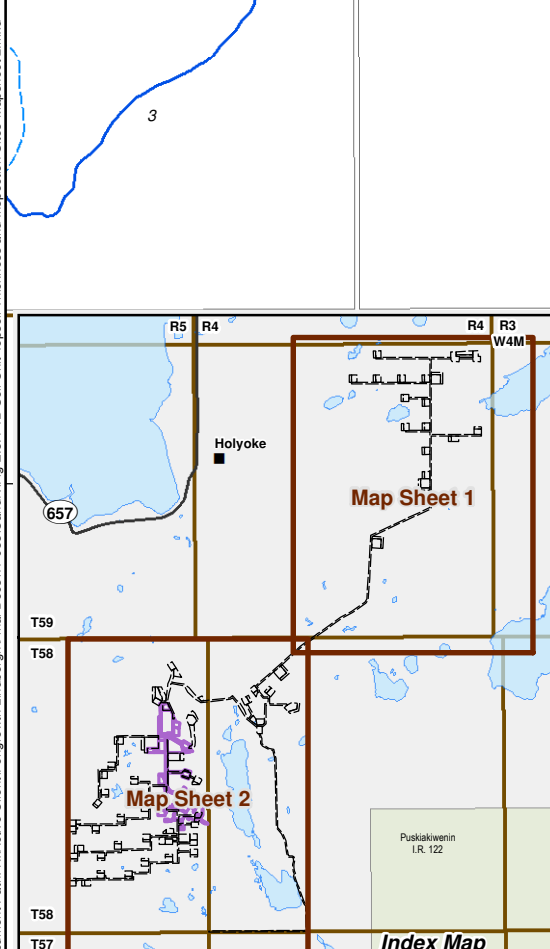 3
R5 R4 R4 R3
W4M
Holyoke
Map Sheet 1
657
T59
T58
Map Sheet 2
Puskiakiwenin
I.R. 122
T58
T57
Index Map